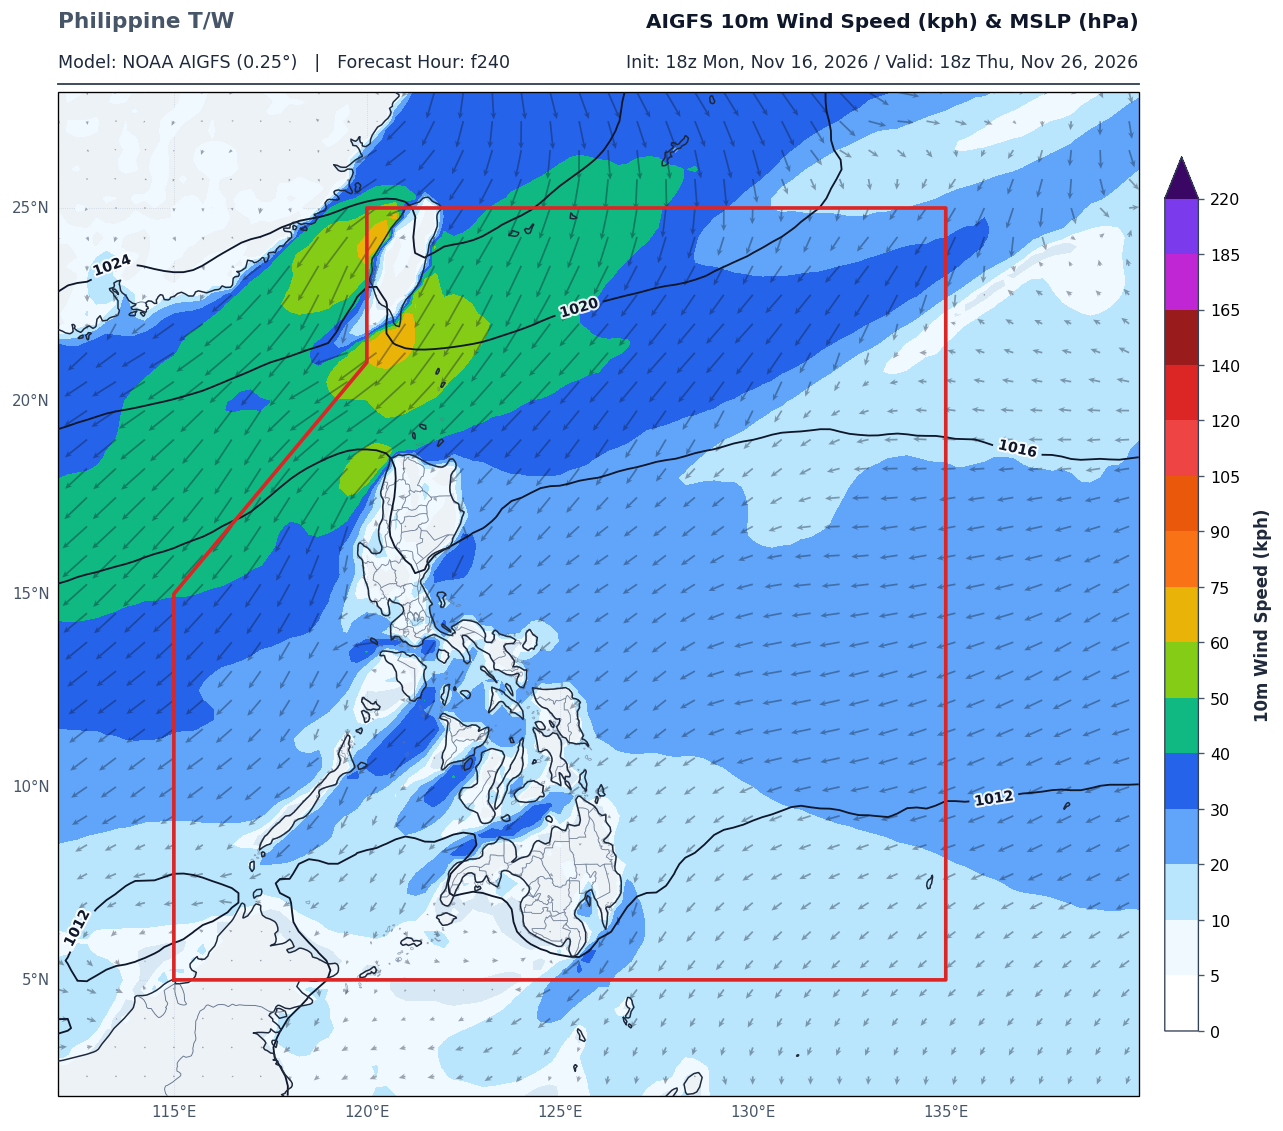 Philippine T/W
AIGFS 10m Wind Speed (kph) & MSLP (hPa)
Model: NOAA AIGFS (0.25°) | Forecast Hour: f240
Init: 18z Mon, Nov 16, 2026 / Valid: 18z Thu, Nov 26, 2026
25°N
20°N
15°N
10°N
5°N
115°E
120°E
125°E
130°E
135°E
1024
1020
1016
1012
1012
220
185
165
140
120
105
90
75
60
50
40
30
20
10
5
0
10m Wind Speed (kph)